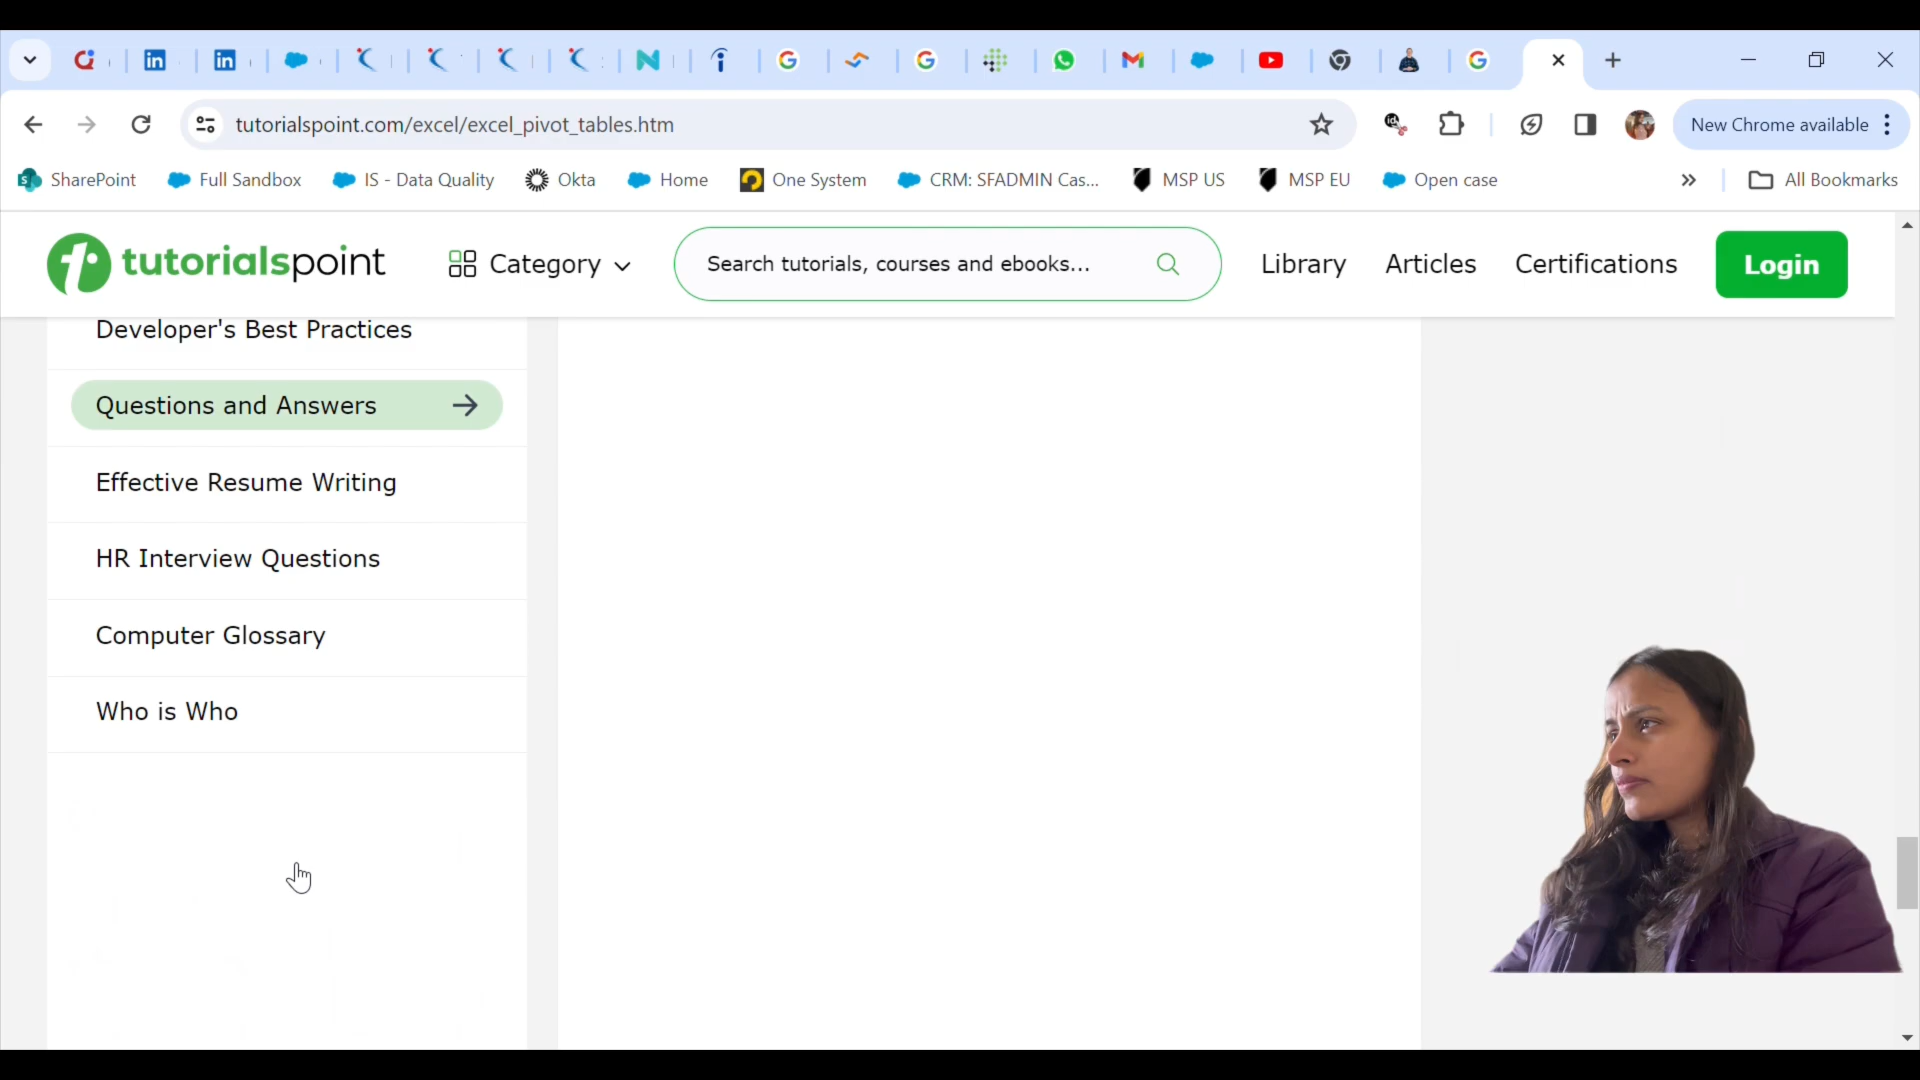 tutorialspoint.com/excel/excel_pivot_tables.htm
New Chrome available
SharePoint
Full Sandbox
IS - Data Quality
Okta
Home
One System
CRM: SFADMIN Cas...
MSP US
MSP EU
Open case
All Bookmarks
tutorialspoint
Category
Search tutorials, courses and ebooks...
Library
Articles
Certifications
Login
Developer's Best Practices
Questions and Answers
Effective Resume Writing
HR Interview Questions
Computer Glossary
Who is Who